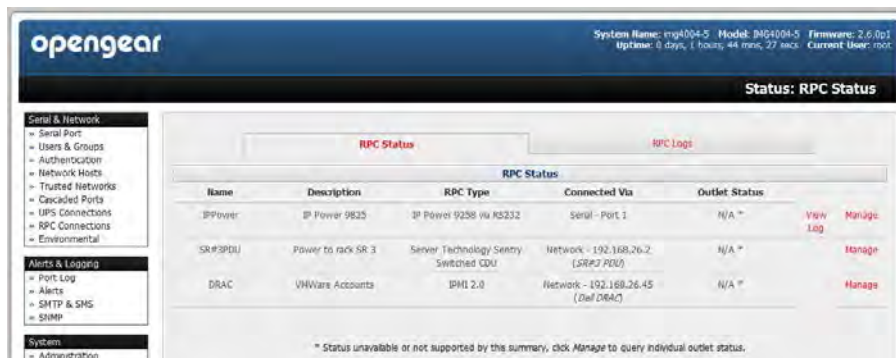 opengear
System Name: img4004-5 Model: IMG4004-5 Firmware: 2.6.0p1
Uptime: 0 days, 1 hours, 44 mins, 27 secs Current User: root
Status: RPC Status
Serial & Network
» Serial Port
» Users & Groups
» Authentication
» Network Hosts
» Trusted Networks
» Cascaded Ports
» UPS Connections
» RPC Connections
» Environmental
Alerts & Logging
» Port Log
» Alerts
» SMTP & SMS
» SNMP
System
» Administration
RPC Status RPC Logs
RPC Status
Name Description RPC Type Connected Via Outlet Status
IPPower IP Power 9825 IP Power 9258 via RS232 Serial - Port 1 N/A * View Log Manage
SR#3PDU Power to rack SR 3 Server Technology Sentry Switched CDU Network - 192.168.26.2 (SR#3 PDU) N/A * Manage
DRAC VMWare Accounts IPMI 2.0 Network - 192.168.26.45 (Dell DRAC) N/A * Manage
* Status unavailable or not supported by this summary, click Manage to query individual outlet status.